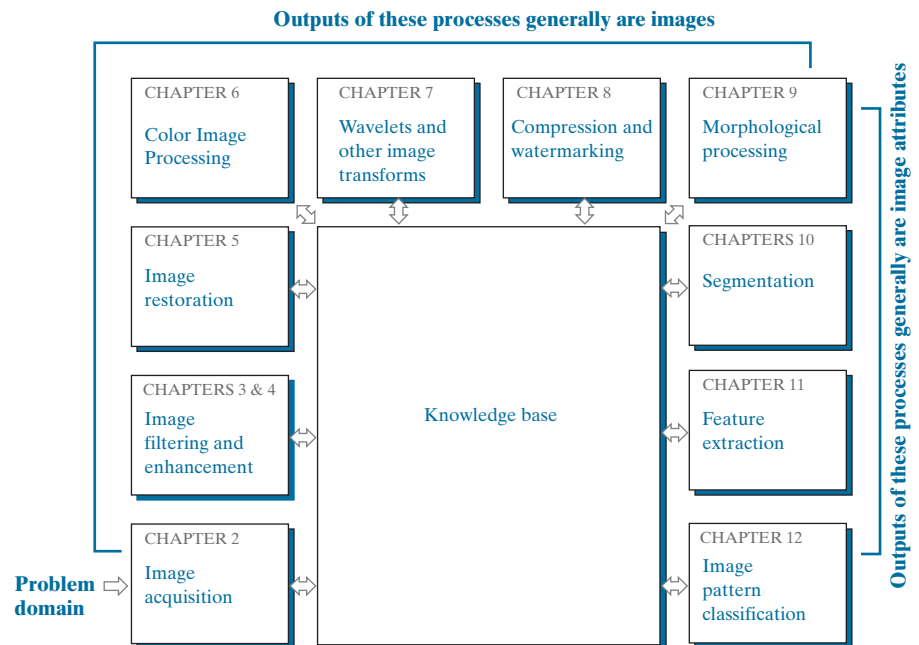 Outputs of these processes generally are images
CHAPTER 6
Color Image
Processing
CHAPTER 7
Wavelets and
other image
transforms
CHAPTER 8
Compression and
watermarking
CHAPTER 9
Morphological
processing
Outputs of these processes generally are image attributes
CHAPTER 5
Image
restoration
CHAPTERS 10
Segmentation
CHAPTERS 3 & 4
Image
filtering and
enhancement
Knowledge base
CHAPTER 11
Feature
extraction
Problem
domain
CHAPTER 2
Image
acquisition
CHAPTER 12
Image
pattern
classification